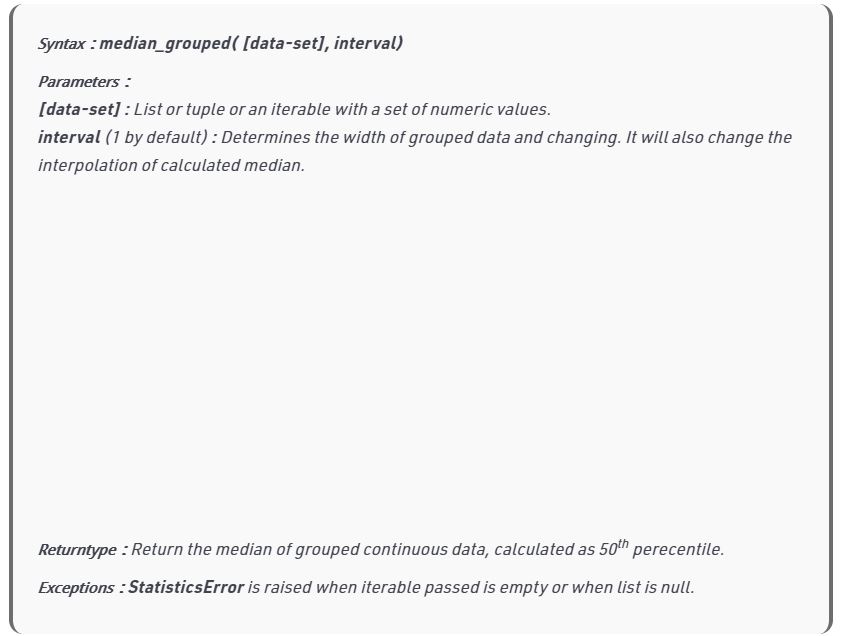 Syntax : median_grouped( [data-set], interval)
Parameters :
[data-set] : List or tuple or an iterable with a set of numeric values.
interval (1 by default) : Determines the width of grouped data and changing. It will also change the
interpolation of calculated median.
Returntype : Return the median of grouped continuous data, calculated as 50th perecentile.
Exceptions : StatisticsError is raised when iterable passed is empty or when list is null.